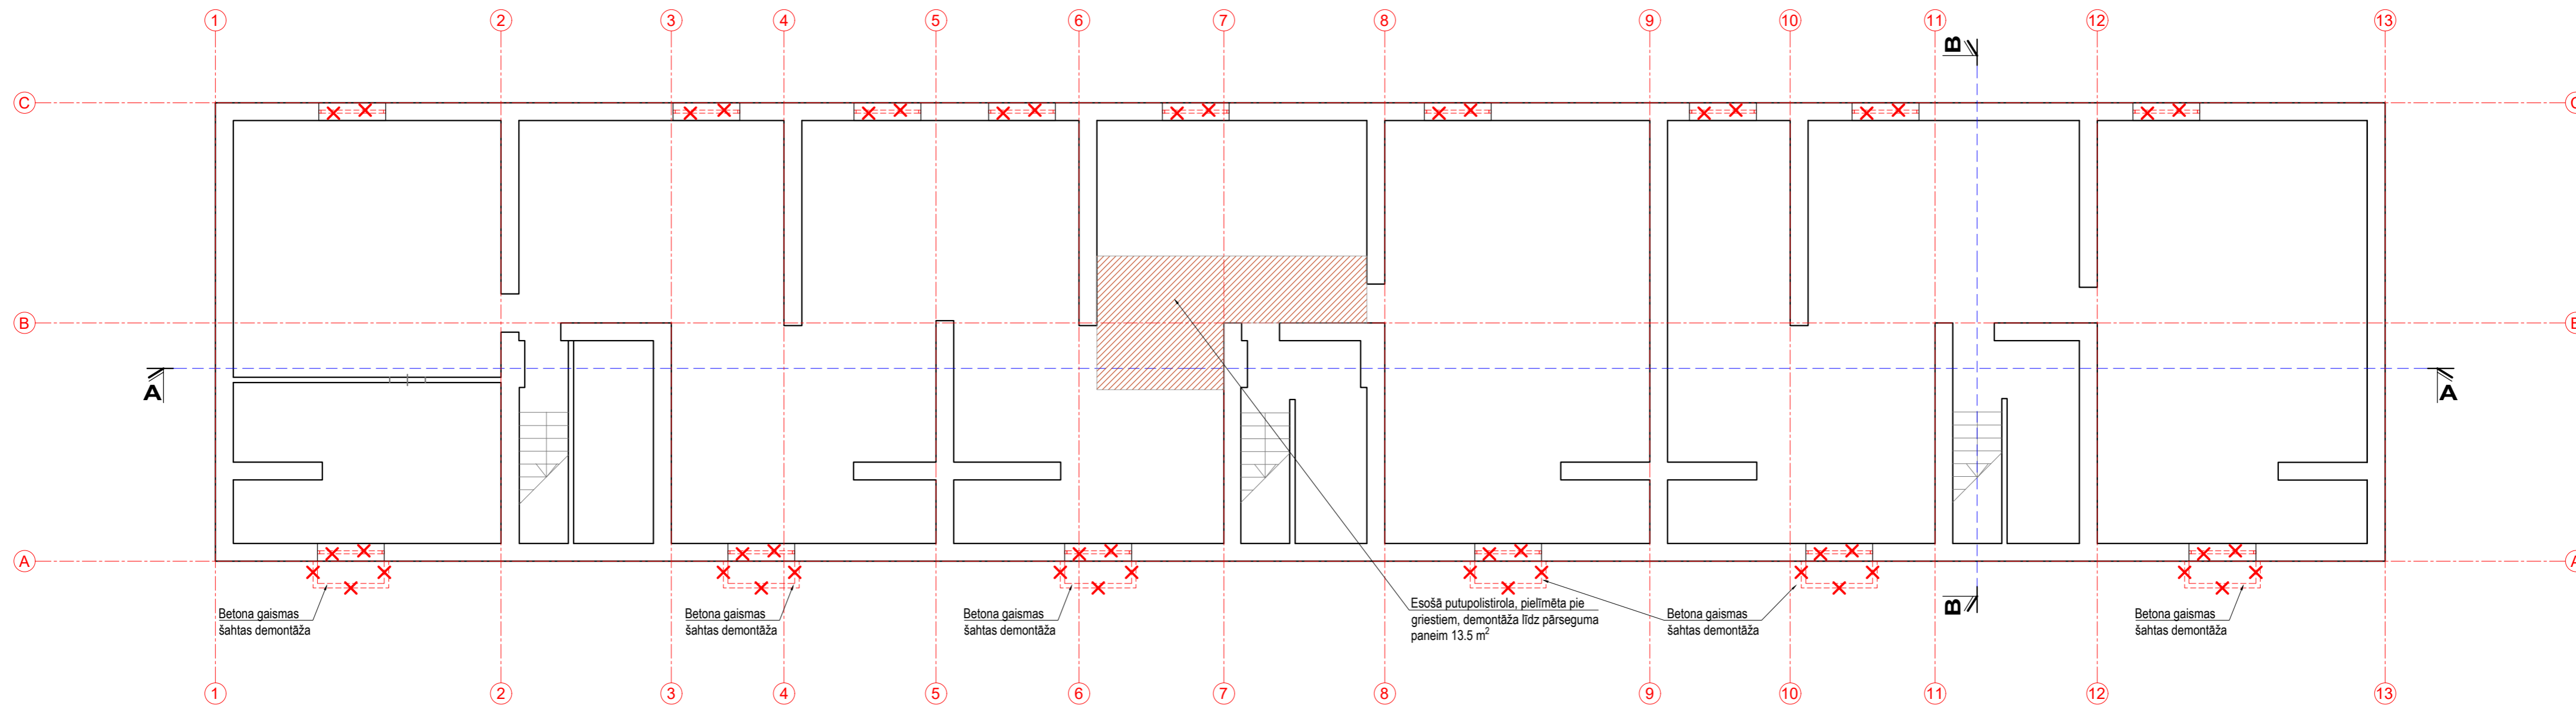 1 2 3 4 5 6 7 8 9 10 11 12 13
B
C C
B B
A A
A A
Betona gaismas
šahtas demontāža
Betona gaismas
šahtas demontāža
Betona gaismas
šahtas demontāža
Esošā putupolistirola, pielīmēta pie
griestiem, demontāža līdz pārseguma
paneim 13.5 m²
Betona gaismas
šahtas demontāža
B
Betona gaismas
šahtas demontāža
1 2 3 4 5 6 7 8 9 10 11 12 13